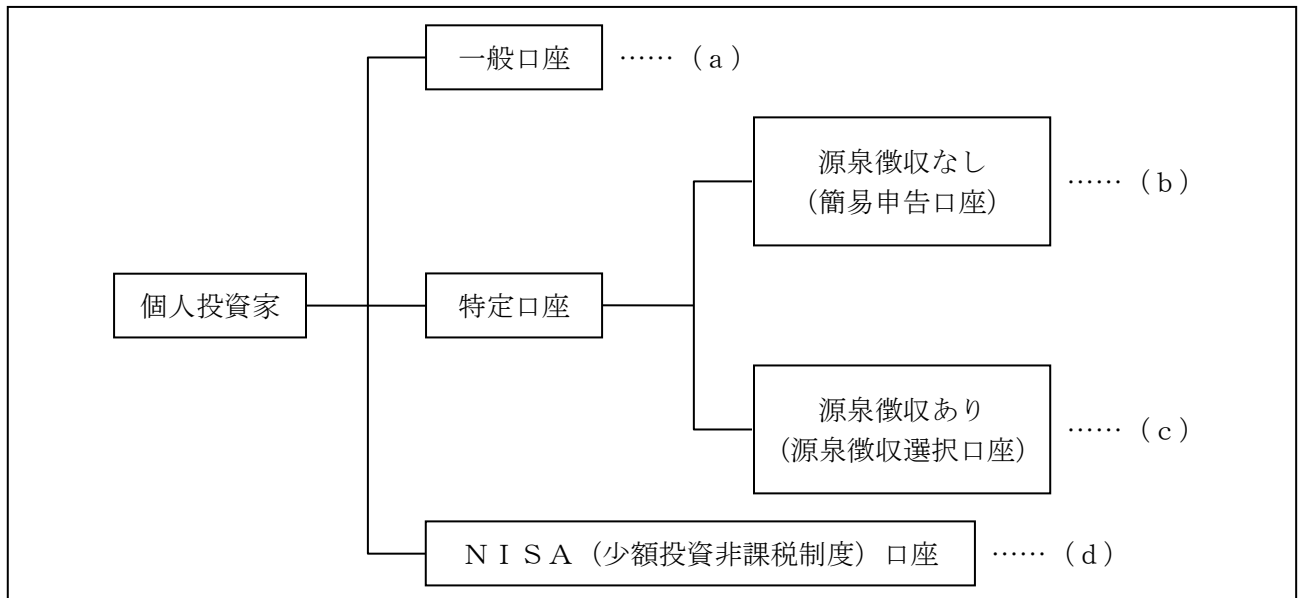 一般口座 ……（ａ）
源泉徴収なし
（簡易申告口座） ……（ｂ）
個人投資家
特定口座
源泉徴収あり
（源泉徴収選択口座） ……（ｃ）
ＮＩＳＡ（少額投資非課税制度）口座 ……（ｄ）